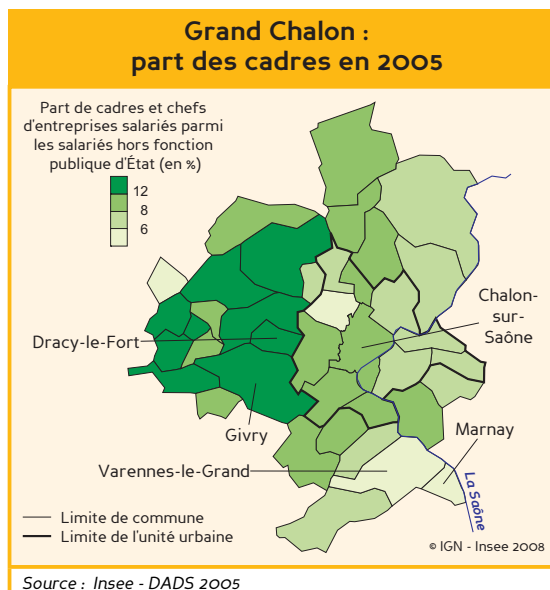 Grand Chalon :
part des cadres en 2005
Part de cadres et chefs
d'entreprises salariés parmi
les salariés hors fonction
publique d'État (en %)
12
8
6
Chalon-
sur-
Saône
Dracy-le-Fort
Givry
Marnay
Varennes-le-Grand
La Saône
Limite de commune
Limite de l'unité urbaine
© IGN - Insee 2008
Source : Insee - DADS 2005